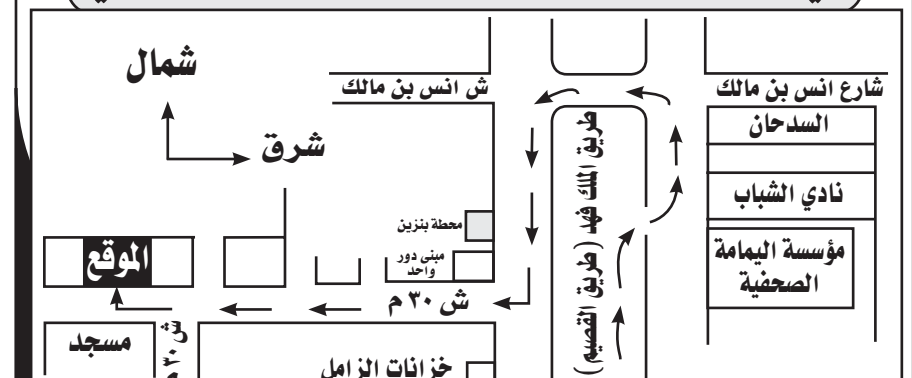 شمال
شرق
ش انس بن مالك
شارع انس بن مالك
السدحان
نادي الشباب
مؤسسة اليمامة
الصحفية
طريق الملك فهد (طريق القصيم)
محطة بنزين
مبنى دور
واحد
الموقع
ش ٣٠ م
ش ٣٠
مسجد
خزانات الزامل